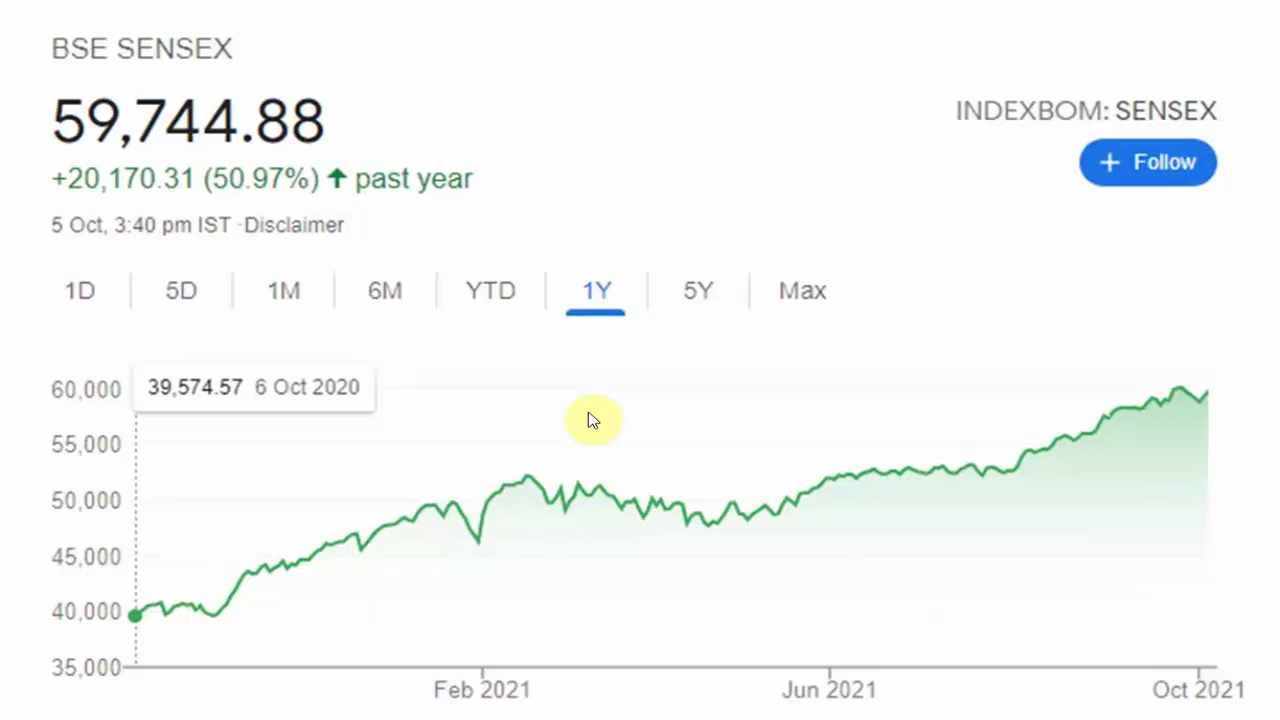 BSE SENSEX
59,744.88
INDEXBOM: SENSEX
+ Follow
+20,170.31 (50.97%) ↑ past year
5 Oct, 3:40 pm IST · Disclaimer
1D 5D 1M 6M YTD 1Y 5Y Max
39,574.57 6 Oct 2020
60,000
55,000
50,000
45,000
40,000
35,000
Feb 2021 Jun 2021 Oct 2021